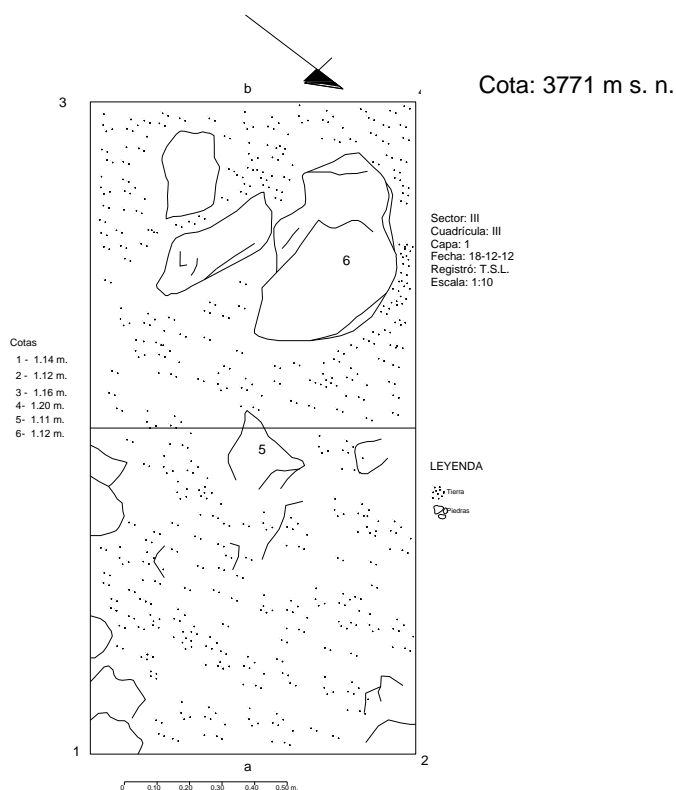 Cota: 3771 m s. n.
b
3
Sector: III
Cuadrícula: III
Capa: 1
Fecha: 18-12-12
Registró: T.S.L.
Escala: 1:10
6
Cotas
1 - 1.14 m.
2 - 1.12 m.
3 - 1.16 m.
4- 1.20 m.
5- 1.11 m.
6- 1.12 m.
5
LEYENDA
Tierra
Piedras
1
2
a
0 0.10 0.20 0.30 0.40 0.50 m.